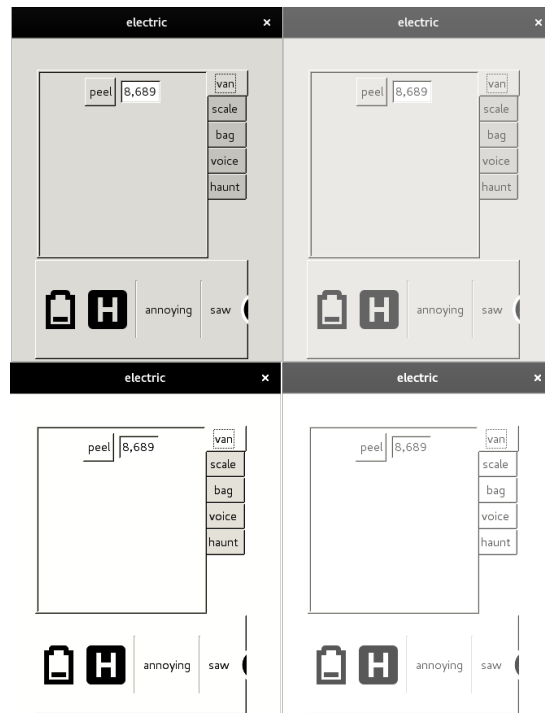 electric ×
peel 8,689 van
scale
bag
voice
haunt
H annoying saw
electric ×
peel 8,689 van
scale
bag
voice
haunt
H annoying saw
electric ×
peel 8,689 van
scale
bag
voice
haunt
H annoying saw
electric ×
peel 8,689 van
scale
bag
voice
haunt
H annoying saw